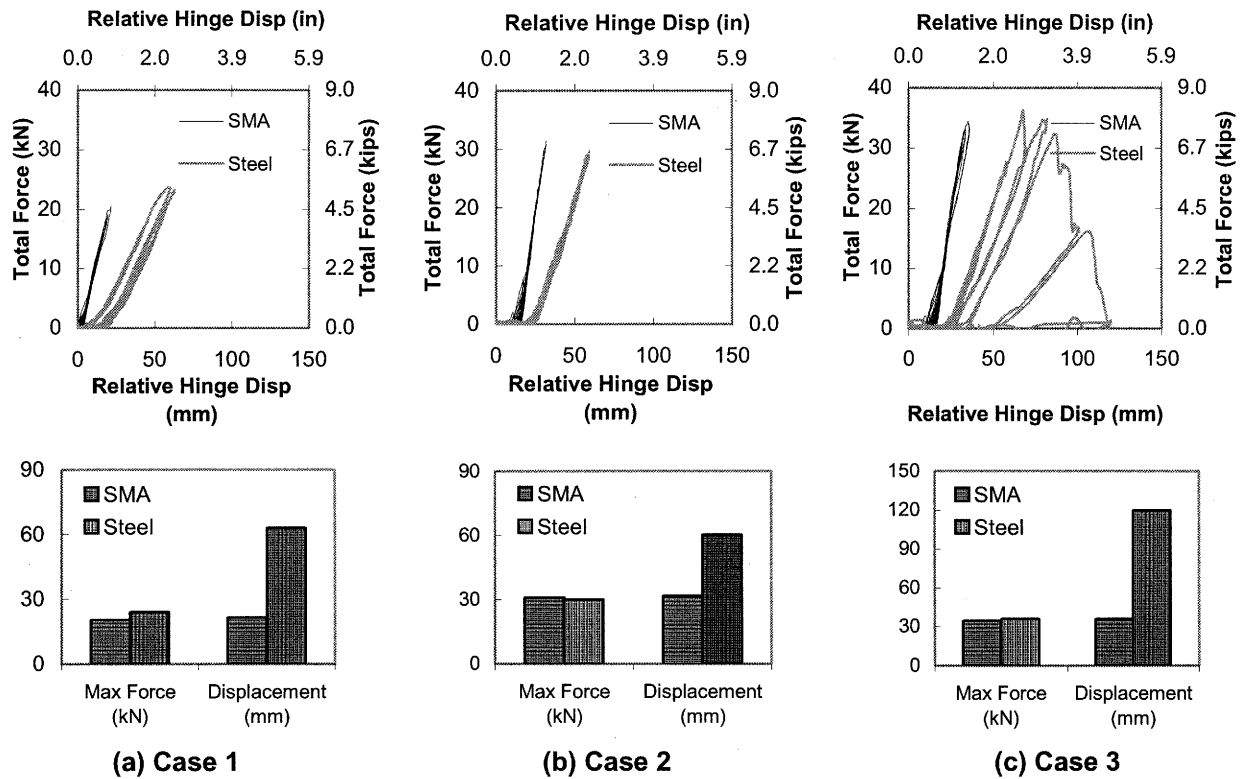 Relative Hinge Disp (in)
0.0 2.0 3.9 5.9
40 9.0
30 6.7
20 4.5
10 2.2
0 0.0
Total Force (kN)
Total Force (kips)
SMA
Steel
0 50 100 150
Relative Hinge Disp
(mm)
Relative Hinge Disp (in)
0.0 2.0 3.9 5.9
40 9.0
30 6.7
20 4.5
10 2.2
0 0.0
Total Force (kN)
Total Force (kips)
SMA
Steel
0 50 100 150
Relative Hinge Disp
(mm)
Relative Hinge Disp (in)
0.0 2.0 3.9 5.9
40 9.0
30 6.7
20 4.5
10 2.2
0 0.0
Total Force (kN)
Total Force (kips)
SMA
Steel
0 50 100 150
Relative Hinge Disp (mm)
90
60
30
0
SMA
Steel
Max Force Displacement
(kN) (mm)
(a) Case 1
90
60
30
0
SMA
Steel
Max Force Displacement
(kN) (mm)
(b) Case 2
150
120
90
60
30
0
SMA
Steel
Max Force Displacement
(kN) (mm)
(c) Case 3